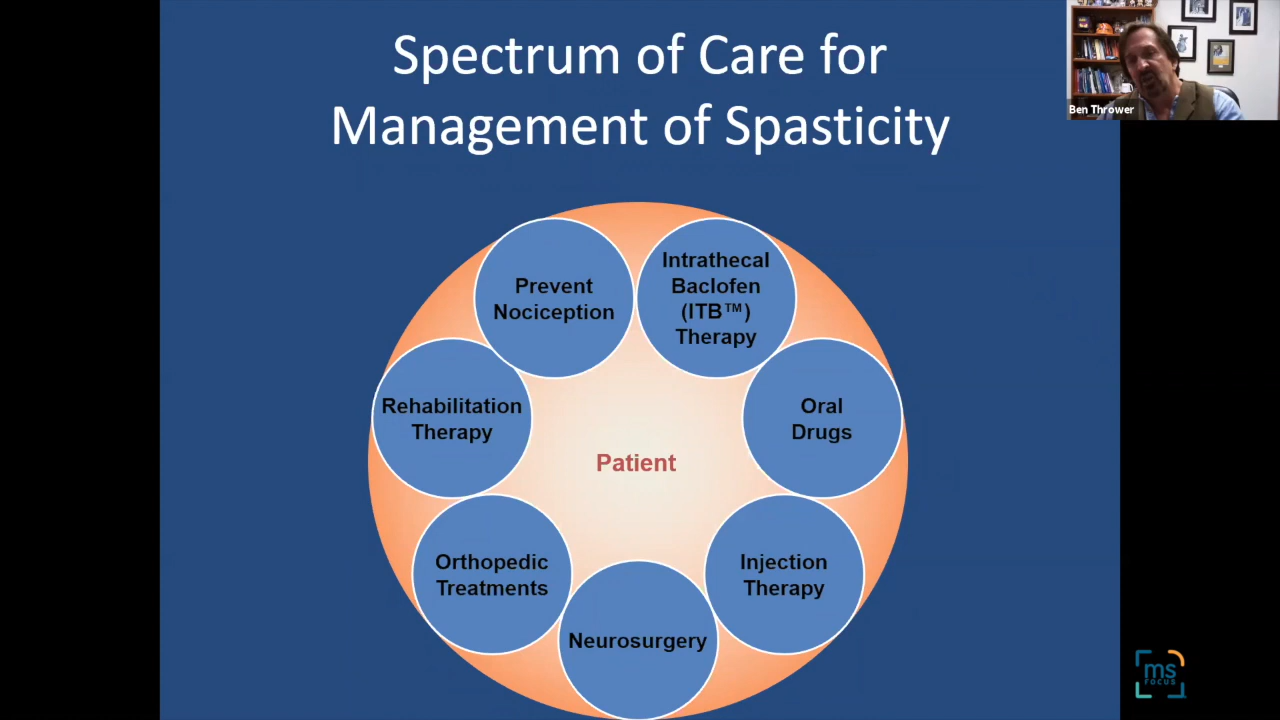 Spectrum of Care for
Management of Spasticity
Ben Thrower
Prevent
Nociception
Intrathecal
Baclofen
(ITB™)
Therapy
Rehabilitation
Therapy
Oral
Drugs
Patient
Orthopedic
Treatments
Injection
Therapy
Neurosurgery
ms
FOCUS